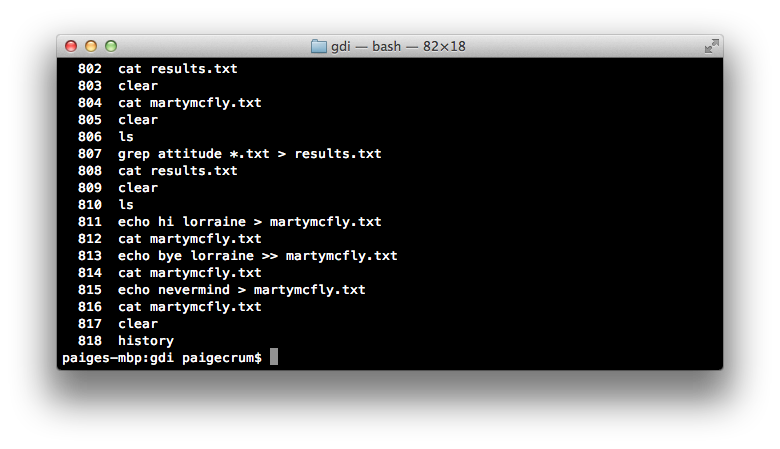 gdi — bash — 82×18
802  cat results.txt
803  clear
804  cat martymcfly.txt
805  clear
806  ls
807  grep attitude *.txt > results.txt
808  cat results.txt
809  clear
810  ls
811  echo hi lorraine > martymcfly.txt
812  cat martymcfly.txt
813  echo bye lorraine >> martymcfly.txt
814  cat martymcfly.txt
815  echo nevermind > martymcfly.txt
816  cat martymcfly.txt
817  clear
818  history
paiges-mbp:gdi paigecrum$